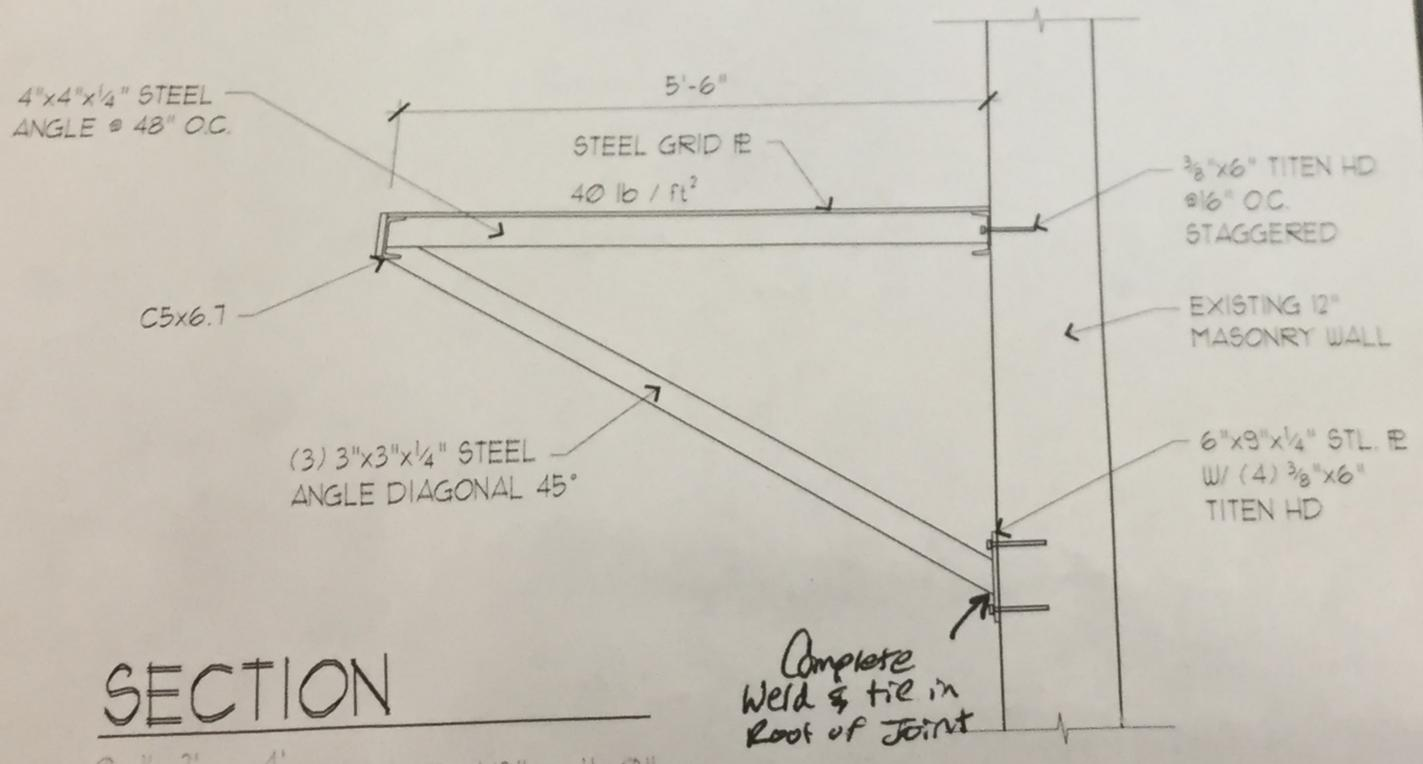 4"x4"x¼" STEEL
ANGLE @ 48" O.C.
5'-6"
STEEL GRID PL
40 lb / ft²
⅜"x6" TITEN HD
@16" O.C.
STAGGERED
C5x6.7
EXISTING 12"
MASONRY WALL
(3) 3"x3"x¼" STEEL
ANGLE DIAGONAL 45°
6"x9"x¼" STL. PL
W/ (4) ⅜"x6"
TITEN HD
Complete
Weld & tie in
Root of Joint
SECTION